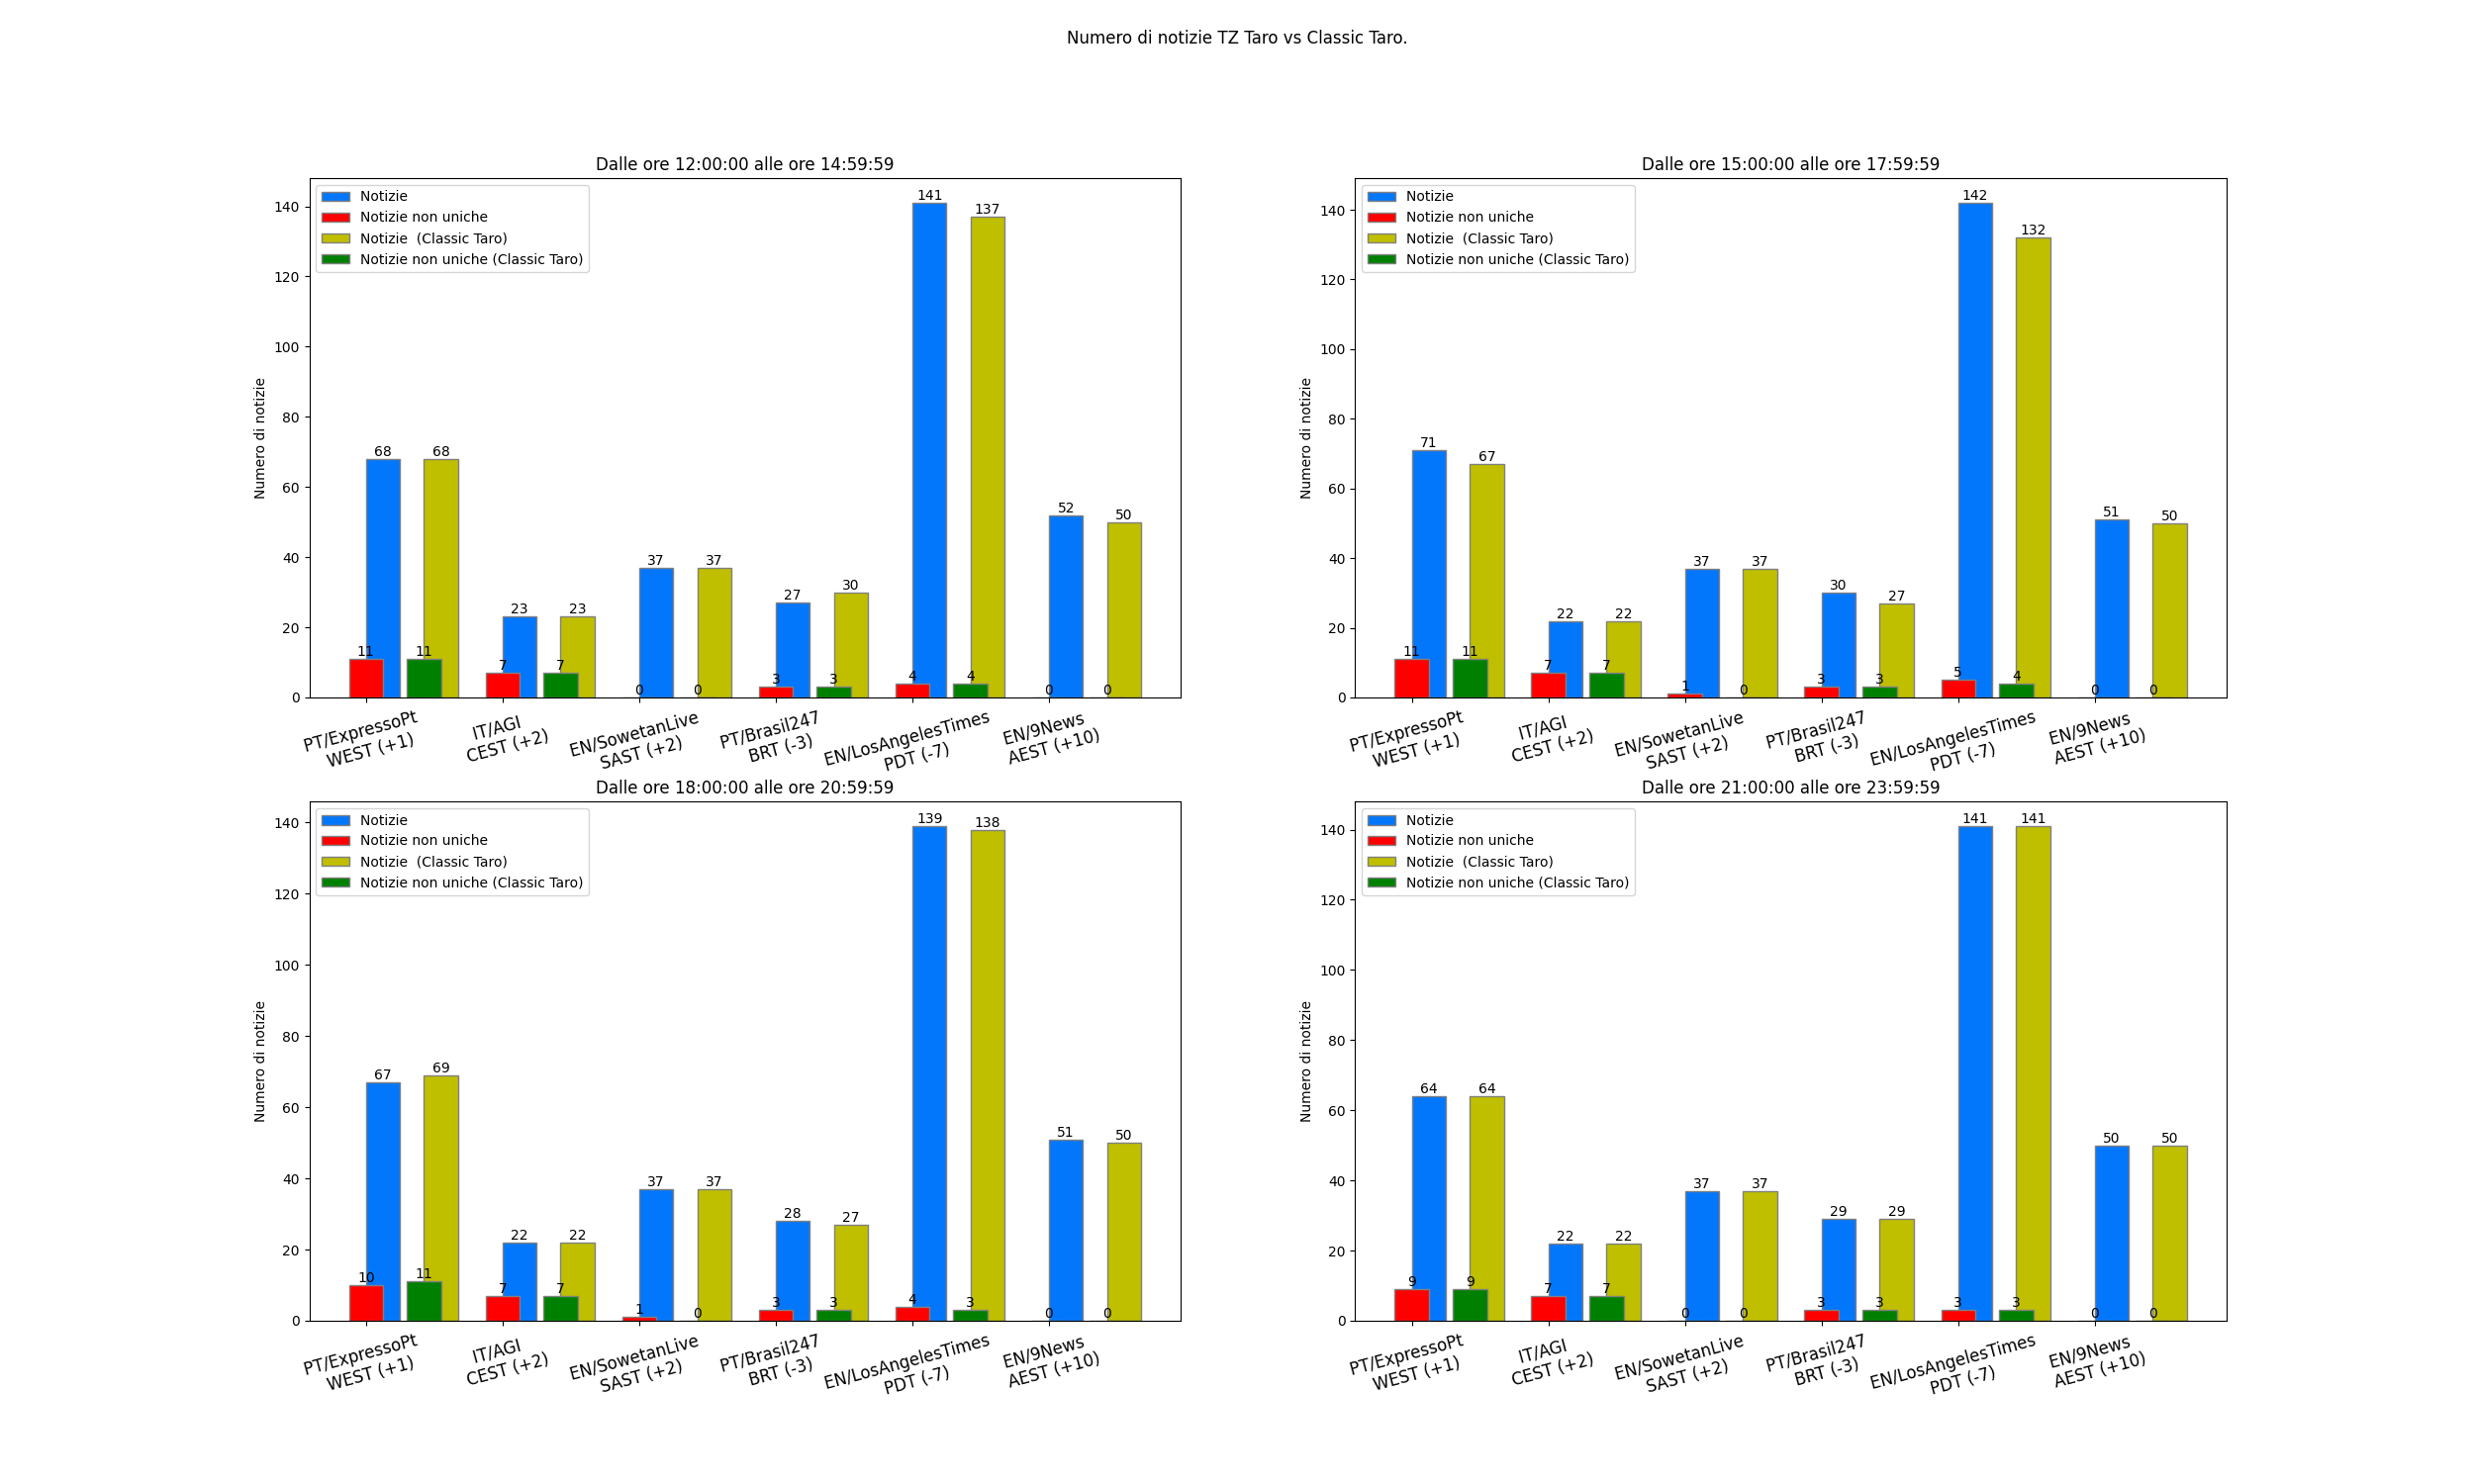 Numero di notizie TZ Taro vs Classic Taro.
Dalle ore 12:00:00 alle ore 14:59:59
Notizie
Notizie non uniche
Notizie (Classic Taro)
Notizie non uniche (Classic Taro)
Numero di notizie
140
120
100
80
60
40
20
0
68 68
23 23
37 37
27 30
141 137
52 50
11 11
7 7
0 0
3 3
4 4
0 0
PT/ExpressoPt
WEST (+1)
IT/AGI
CEST (+2)
EN/SowetanLive
SAST (+2)
PT/Brasil247
BRT (-3)
EN/LosAngelesTimes
PDT (-7)
EN/9News
AEST (+10)
Dalle ore 15:00:00 alle ore 17:59:59
Notizie
Notizie non uniche
Notizie (Classic Taro)
Notizie non uniche (Classic Taro)
Numero di notizie
140
120
100
80
60
40
20
0
71 67
22 22
37 37
30 27
142 132
51 50
11 11
7 7
1 0
3 3
5 4
0 0
PT/ExpressoPt
WEST (+1)
IT/AGI
CEST (+2)
EN/SowetanLive
SAST (+2)
PT/Brasil247
BRT (-3)
EN/LosAngelesTimes
PDT (-7)
EN/9News
AEST (+10)
Dalle ore 18:00:00 alle ore 20:59:59
Notizie
Notizie non uniche
Notizie (Classic Taro)
Notizie non uniche (Classic Taro)
Numero di notizie
140
120
100
80
60
40
20
0
67 69
22 22
37 37
28 27
139 138
51 50
10 11
7 7
1 0
3 3
4 3
0 0
PT/ExpressoPt
WEST (+1)
IT/AGI
CEST (+2)
EN/SowetanLive
SAST (+2)
PT/Brasil247
BRT (-3)
EN/LosAngelesTimes
PDT (-7)
EN/9News
AEST (+10)
Dalle ore 21:00:00 alle ore 23:59:59
Notizie
Notizie non uniche
Notizie (Classic Taro)
Notizie non uniche (Classic Taro)
Numero di notizie
140
120
100
80
60
40
20
0
64 64
22 22
37 37
29 29
141 141
50 50
9 9
7 7
0 0
3 3
3 3
0 0
PT/ExpressoPt
WEST (+1)
IT/AGI
CEST (+2)
EN/SowetanLive
SAST (+2)
PT/Brasil247
BRT (-3)
EN/LosAngelesTimes
PDT (-7)
EN/9News
AEST (+10)